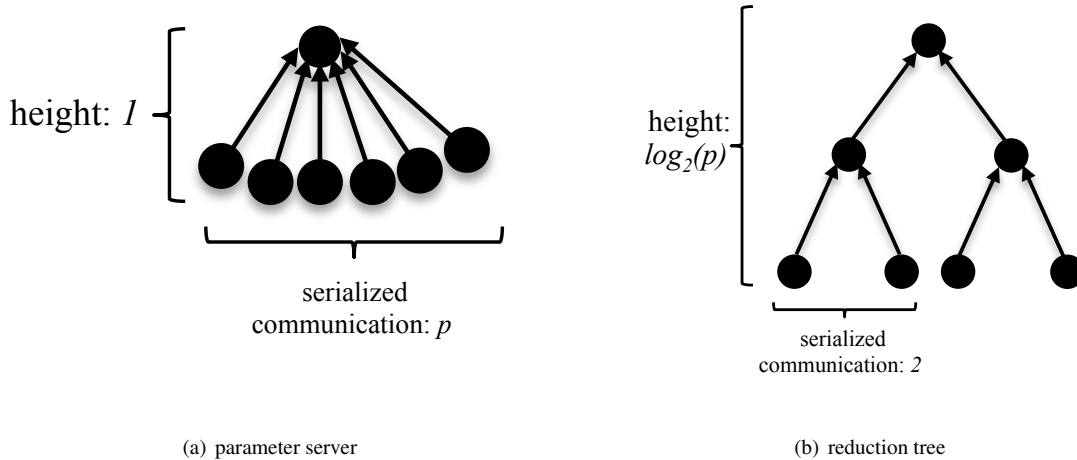 height: 1
serialized
communication: p
(a) parameter server
height:
log2(p)
serialized
communication: 2
(b) reduction tree